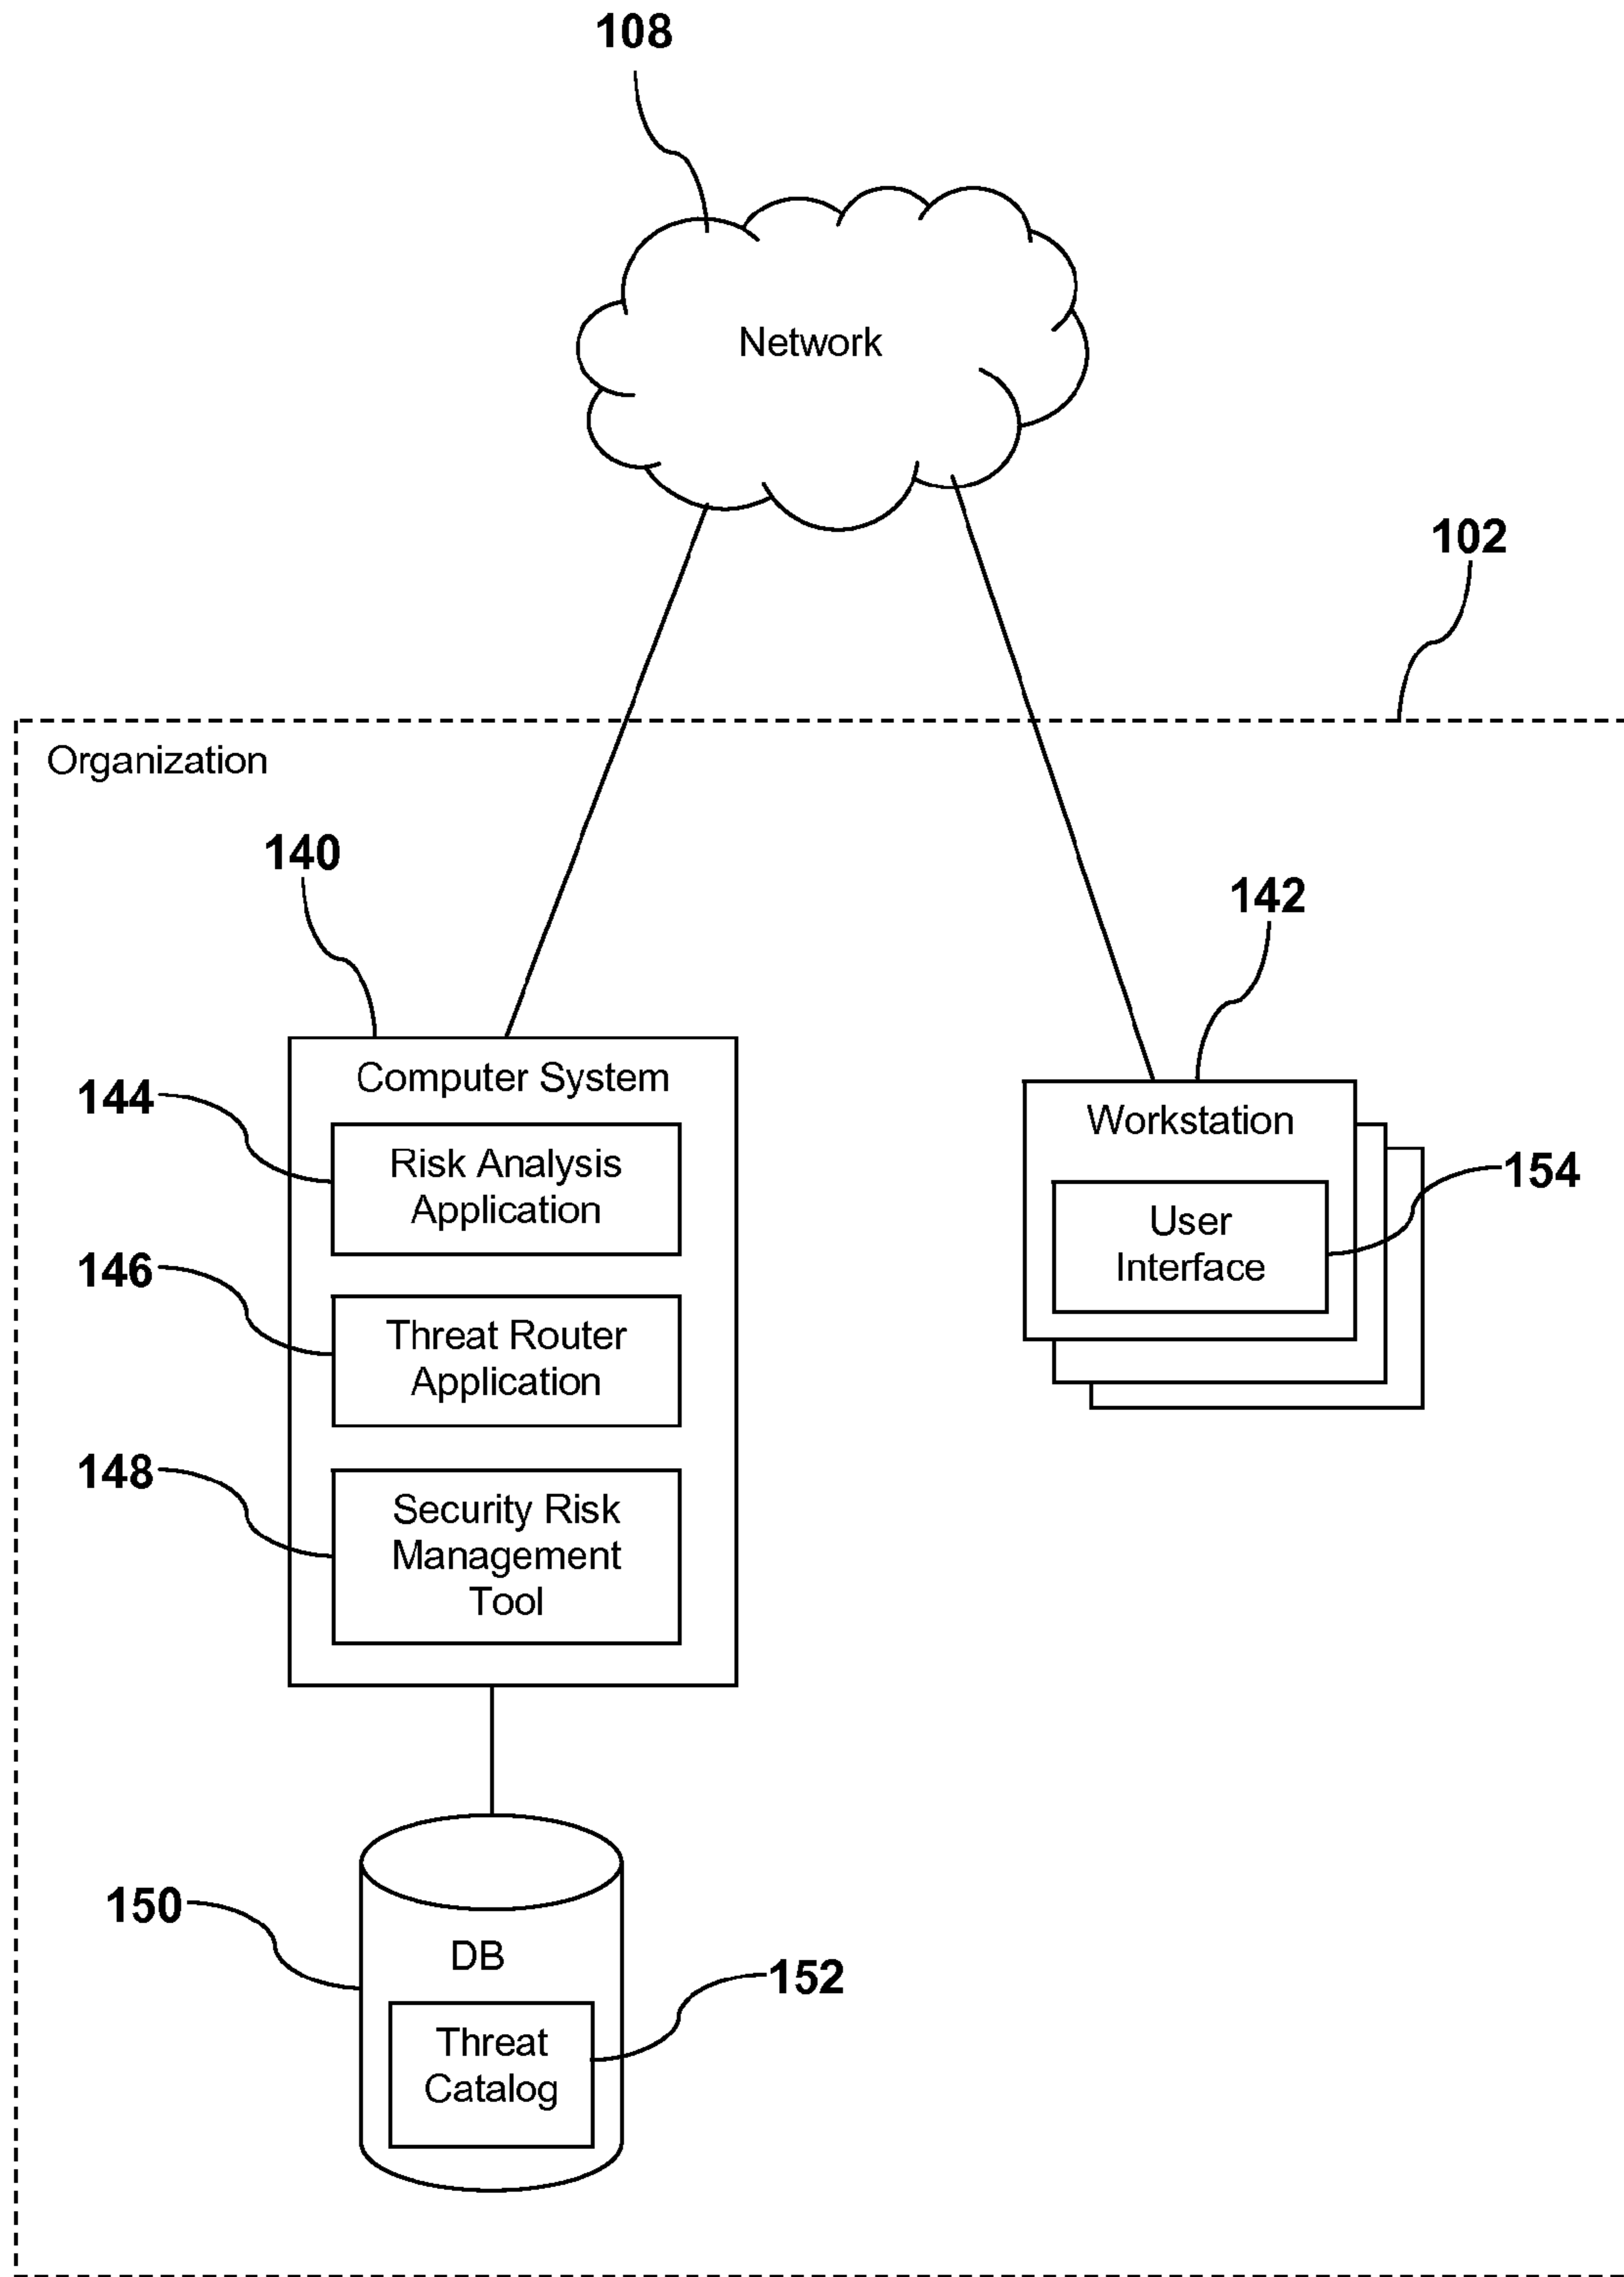 108
Network
102
Organization
140
142
Computer System
144
Risk Analysis
Application
Workstation
154
User
Interface
146
Threat Router
Application
148
Security Risk
Management
Tool
150
DB
152
Threat
Catalog